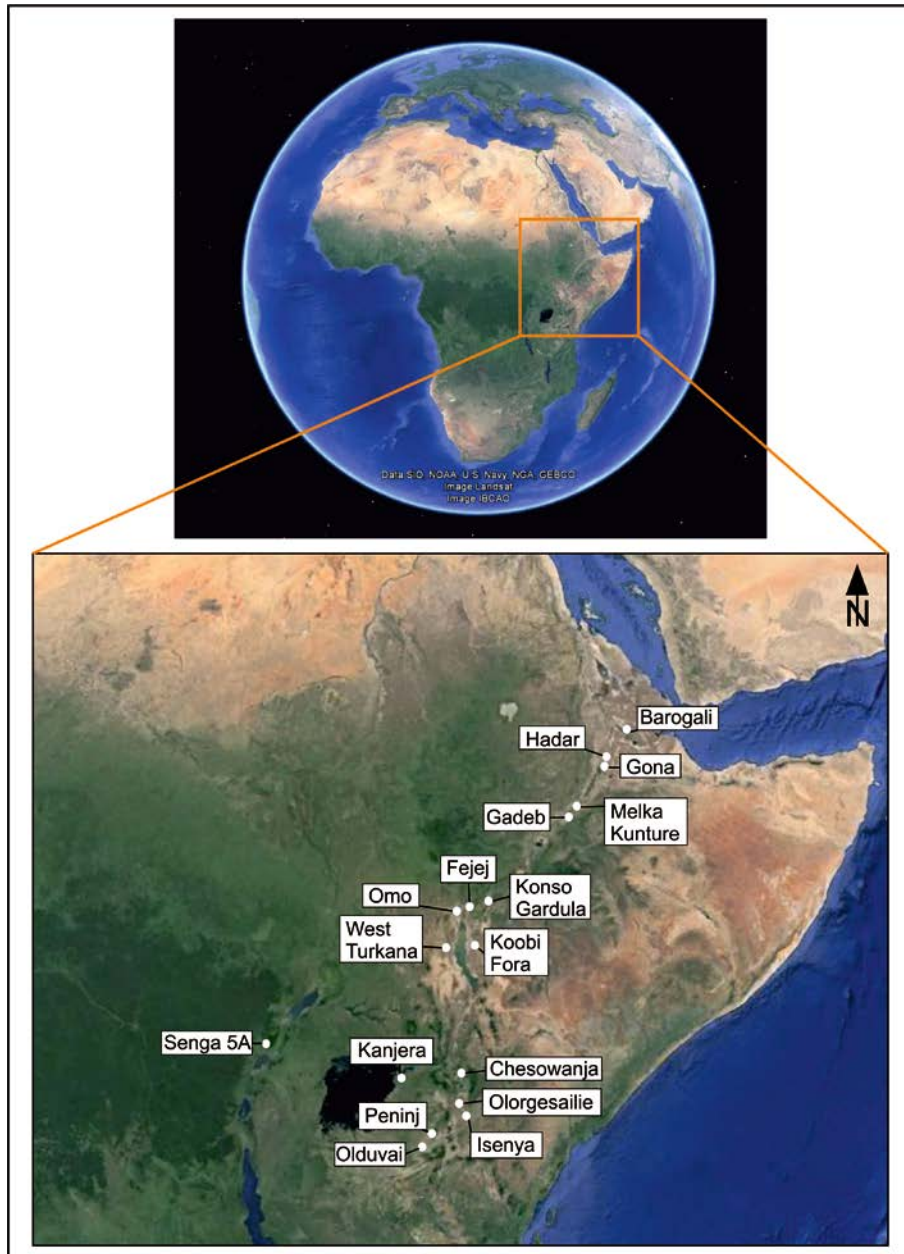 Data SIO, NOAA, U.S. Navy, NGA, GEBCO
Image Landsat
Image IBCAO
N
Barogali
Hadar
Gona
Gadeb
Melka
Kunture
Fejej
Omo
Konso
Gardula
West
Turkana
Koobi
Fora
Senga 5A
Kanjera
Chesowanja
Olorgesailie
Peninj
Isenya
Olduvai